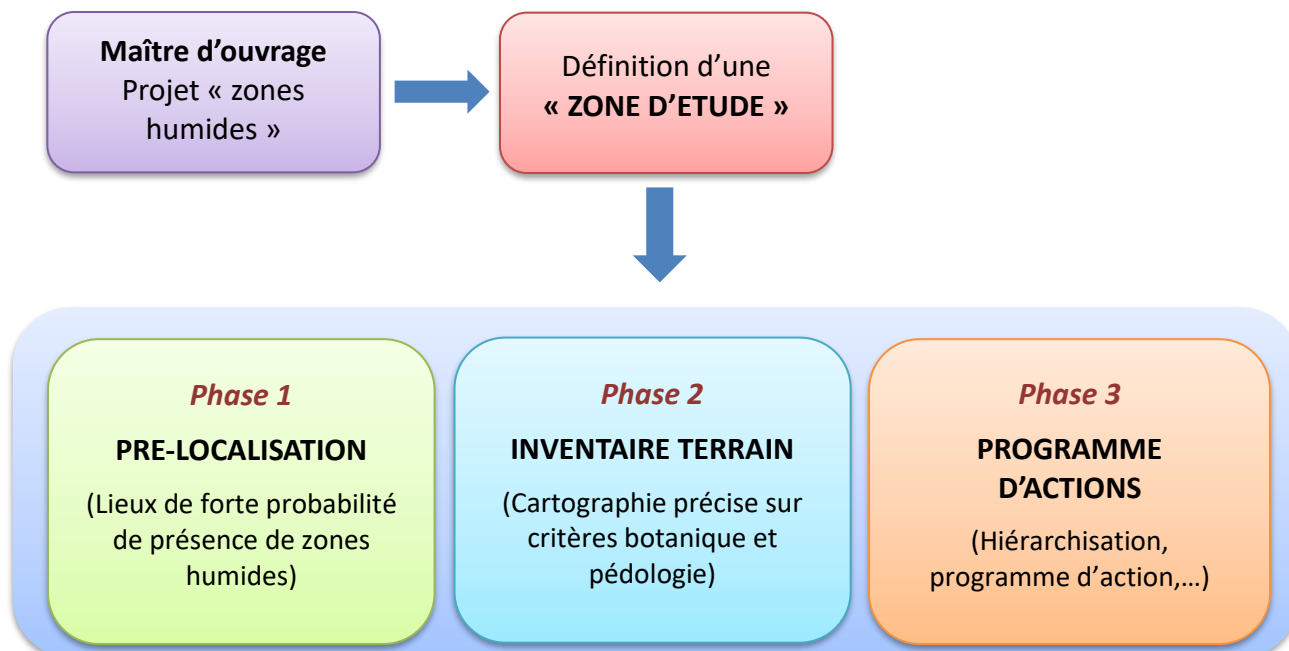 Maître d'ouvrage
Projet « zones
humides »
Définition d'une
« ZONE D'ETUDE »
Phase 1
PRE-LOCALISATION
(Lieux de forte probabilité
de présence de zones
humides)
Phase 2
INVENTAIRE TERRAIN
(Cartographie précise sur
critères botanique et
pédologie)
Phase 3
PROGRAMME
D'ACTIONS
(Hiérarchisation,
programme d'action,...)